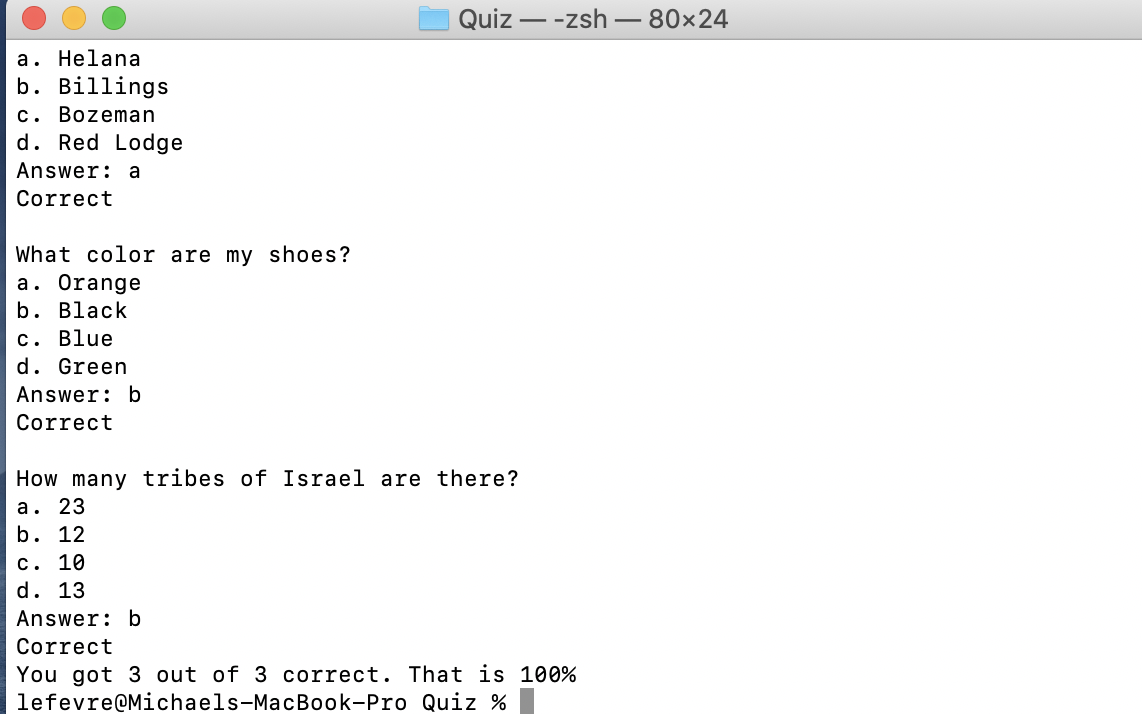 Quiz — -zsh — 80×24
a. Helana
b. Billings
c. Bozeman
d. Red Lodge
Answer: a
Correct

What color are my shoes?
a. Orange
b. Black
c. Blue
d. Green
Answer: b
Correct

How many tribes of Israel are there?
a. 23
b. 12
c. 10
d. 13
Answer: b
Correct
You got 3 out of 3 correct. That is 100%
lefevre@Michaels-MacBook-Pro Quiz %